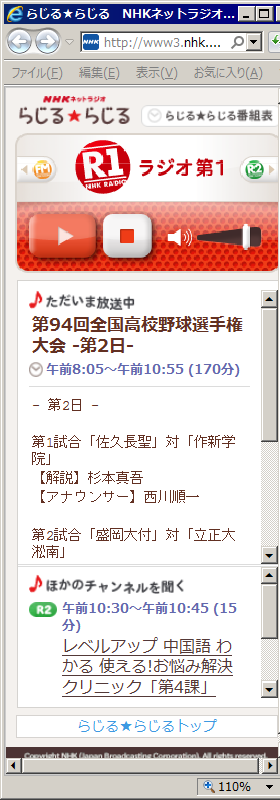 らじる★らじる NHKネットラジオ...
http://www3.nhk....
ファイル(F) 編集(E) 表示(V) お気に入り(A)
NHKネットラジオ
らじる★らじる
らじる★らじる番組表
FM
R1
NHK RADIO
ラジオ第1
R2
ただいま放送中
第94回全国高校野球選手権
大会 -第2日-
午前8:05～午前10:55 (170分)
- 第2日 -
第1試合「佐久長聖」対「作新学
院」
【解説】杉本真吾
【アナウンサー】西川順一
第2試合「盛岡大付」対「立正大
淞南」
ほかのチャンネルを聞く
R2
午前10:30～午前10:45 (15
分)
レベルアップ 中国語 わ
かる 使える!お悩み解決
クリニック「第4課」
らじる★らじるトップ
Copyright NHK (Japan Broadcasting Corporation). All rights reserved.
110%